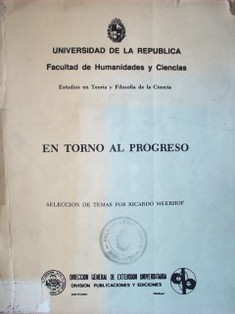 UNIVERSIDAD DE LA REPUBLICA
Facultad de Humanidades y Ciencias
Estudios en Teoría y Filosofía de la Ciencia
EN TORNO AL PROGRESO
SELECCION DE TEMAS POR RICARDO
DIRECCION GENERAL DE EXTENSION UNIVERSITARIA
DIVISION PUBLICACIONES Y EDICIONES